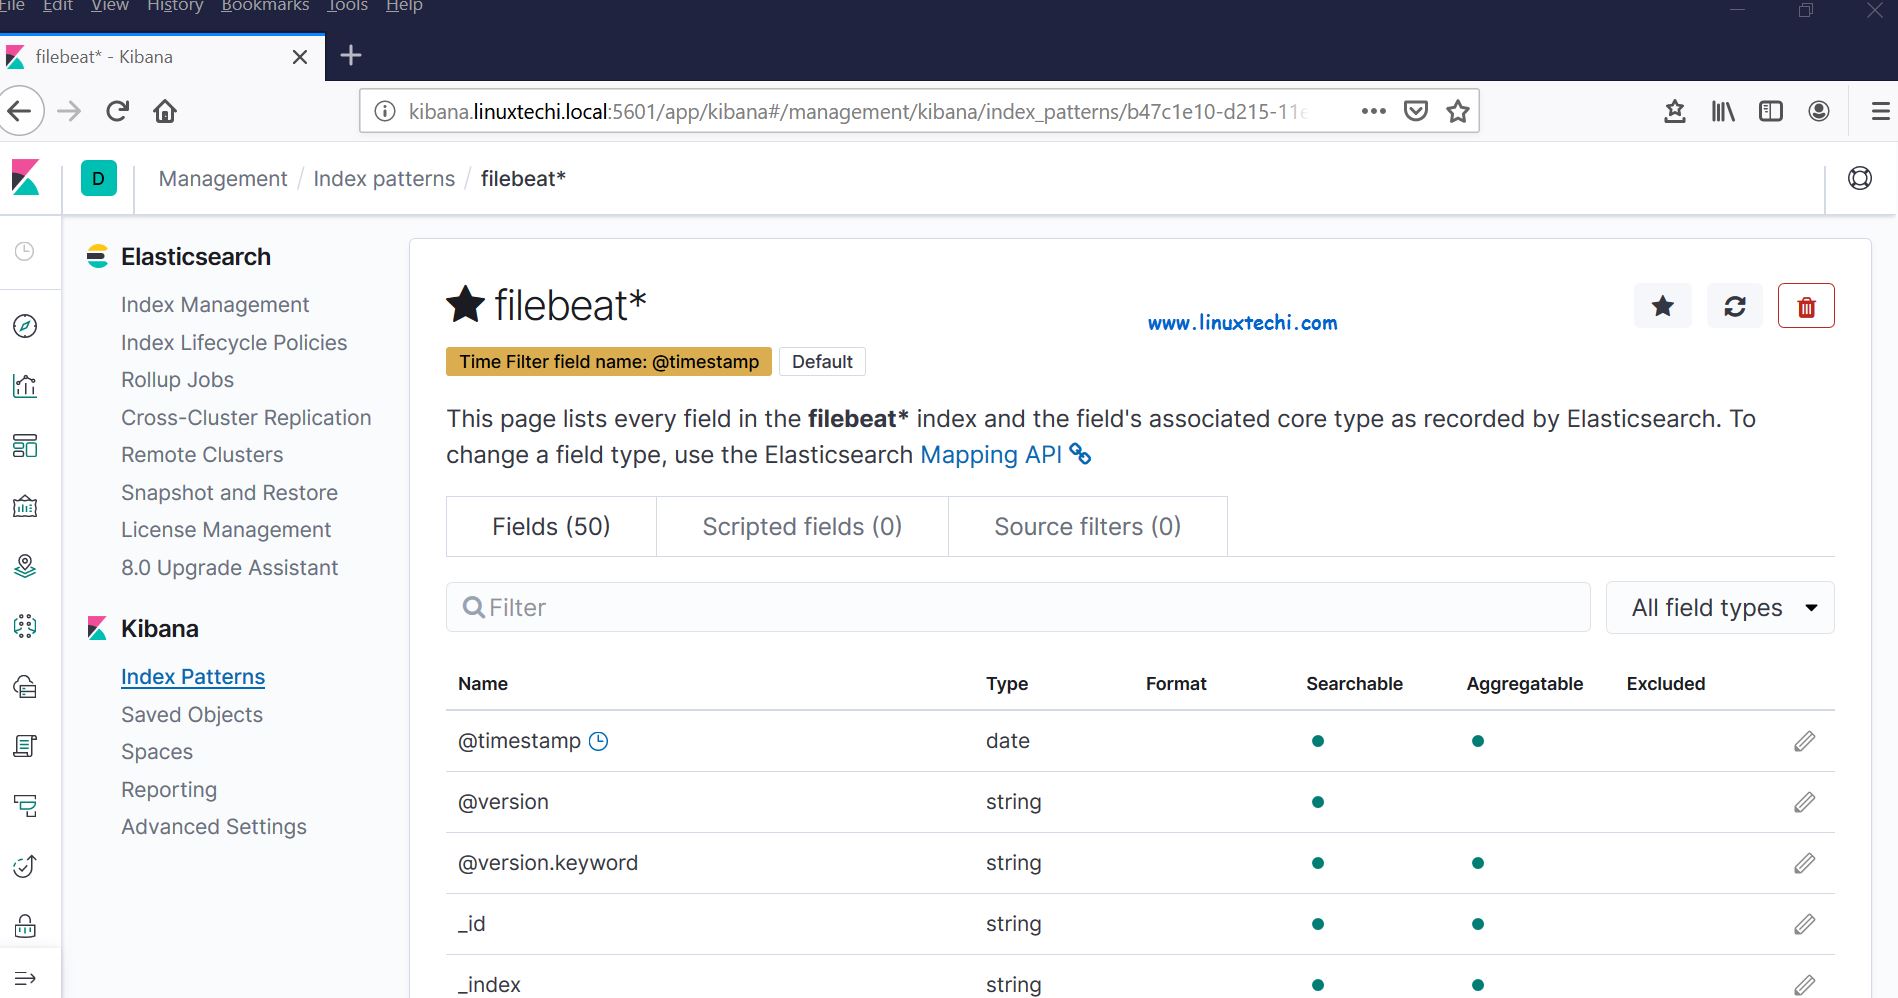 File Edit View History Bookmarks Tools Help
filebeat* - Kibana
kibana.linuxtechi.local:5601/app/kibana#/management/kibana/index_patterns/b47c1e10-d215-11e
D Management / Index patterns / filebeat*
Elasticsearch
Index Management
Index Lifecycle Policies
Rollup Jobs
Cross-Cluster Replication
Remote Clusters
Snapshot and Restore
License Management
8.0 Upgrade Assistant
Kibana
Index Patterns
Saved Objects
Spaces
Reporting
Advanced Settings
filebeat*
www.linuxtechi.com
Time Filter field name: @timestamp Default
This page lists every field in the filebeat* index and the field's associated core type as recorded by Elasticsearch. To
change a field type, use the Elasticsearch Mapping API
Fields (50) Scripted fields (0) Source filters (0)
Filter All field types
Name Type Format Searchable Aggregatable Excluded
@timestamp date
@version string
@version.keyword string
_id string
_index string